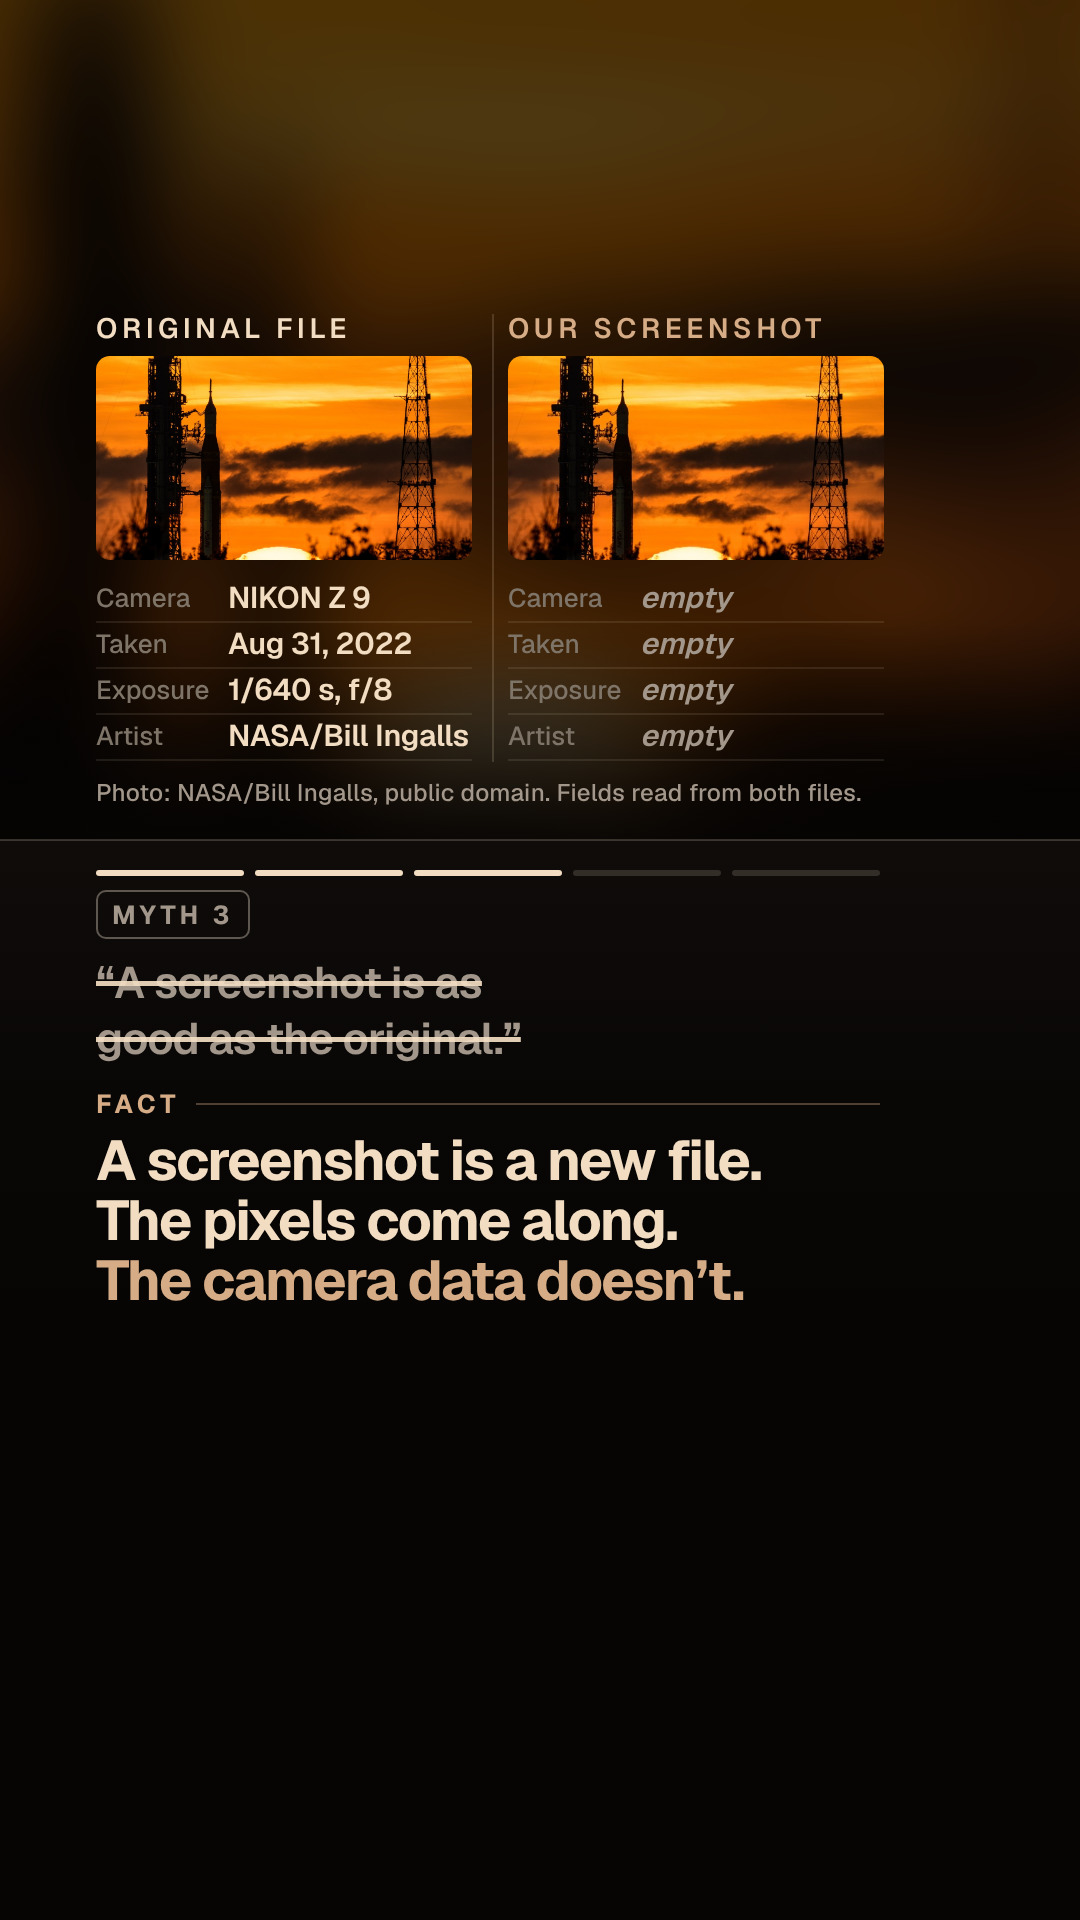 ORIGINAL FILE
OUR SCREENSHOT
Camera NIKON Z 9
Taken Aug 31, 2022
Exposure 1/640 s, f/8
Artist NASA/Bill Ingalls
Camera empty
Taken empty
Exposure empty
Artist empty
Photo: NASA/Bill Ingalls, public domain. Fields read from both files.
MYTH 3
“A screenshot is as
good as the original.”
FACT
A screenshot is a new file.
The pixels come along.
The camera data doesn’t.